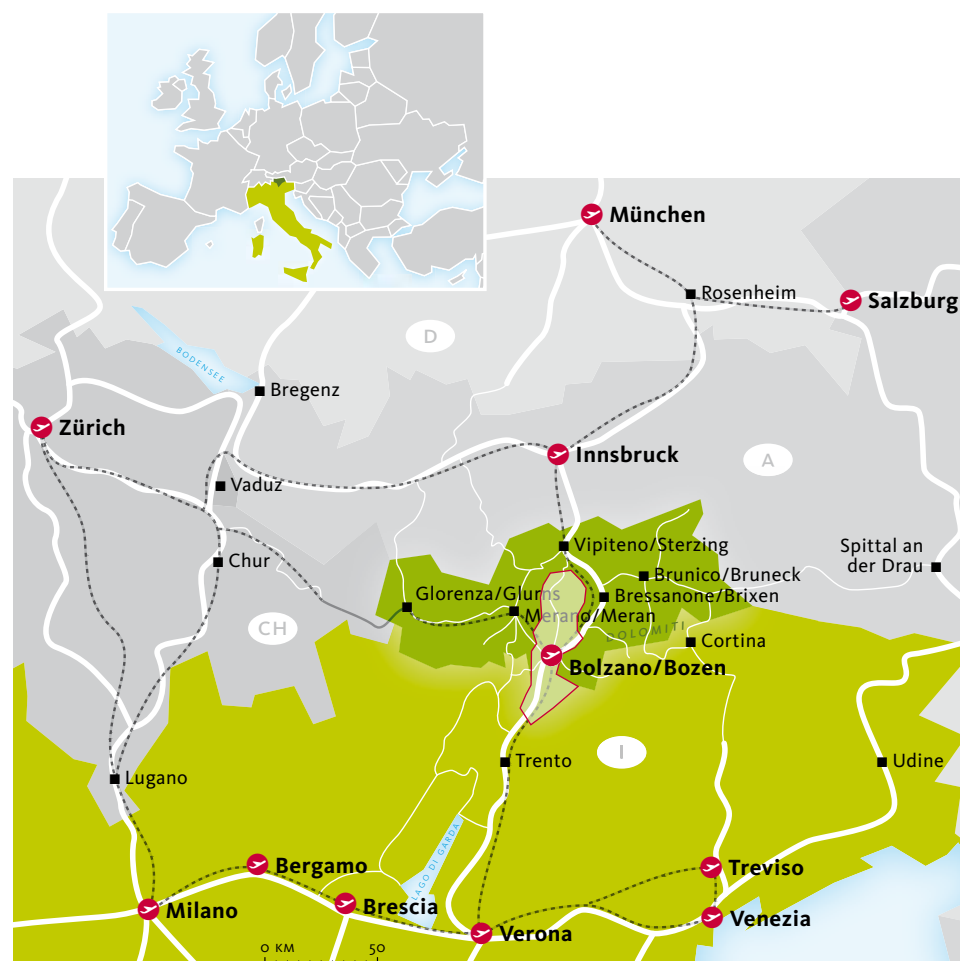 München
Rosenheim
Salzburg
D
BODENSEE
Bregenz
Zürich
Innsbruck
A
Vaduz
Vipiteno/Sterzing
Spittal an
der Drau
Chur
Brunico/Bruneck
Glorenza/Glurns
Bressanone/Brixen
Merano/Meran
CH
DOLOMITI
Cortina
Bolzano/Bozen
I
Trento
Udine
Lugano
LAGO DI GARDA
Bergamo
Treviso
Brescia
Milano
Venezia
Verona
0 KM 50